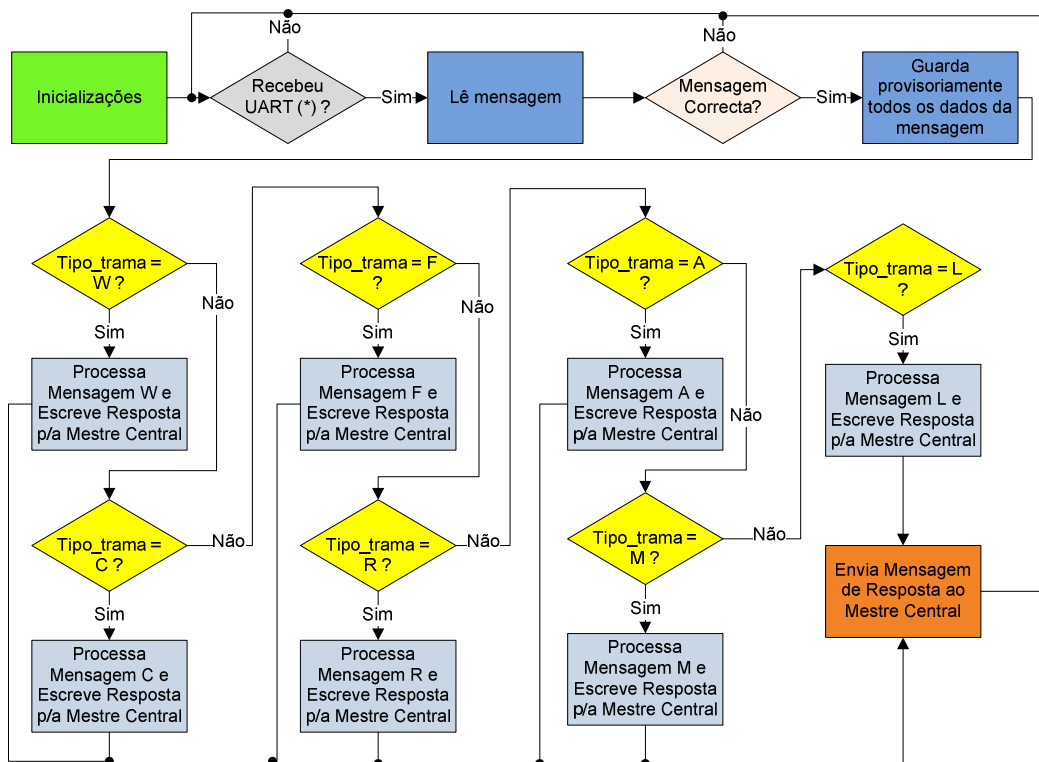 Não
Não
Inicializações
Recebeu
UART (*) ?
Sim
Lê mensagem
Mensagem
Correcta?
Sim
Guarda
provisoriamente
todos os dados da
mensagem
Tipo_trama =
W ?
Não
Sim
Processa
Mensagem W e
Escreve Resposta
p/a Mestre Central
Tipo_trama =
C ?
Não
Sim
Processa
Mensagem C e
Escreve Resposta
p/a Mestre Central
Tipo_trama = F
?
Não
Sim
Processa
Mensagem F e
Escreve Resposta
p/a Mestre Central
Tipo_trama =
R ?
Não
Sim
Processa
Mensagem R e
Escreve Resposta
p/a Mestre Central
Tipo_trama = A
?
Não
Sim
Processa
Mensagem A e
Escreve Resposta
p/a Mestre Central
Tipo_trama =
M ?
Não
Sim
Processa
Mensagem M e
Escreve Resposta
p/a Mestre Central
Tipo_trama = L
?
Sim
Processa
Mensagem L e
Escreve Resposta
p/a Mestre Central
Envia Mensagem
de Resposta ao
Mestre Central